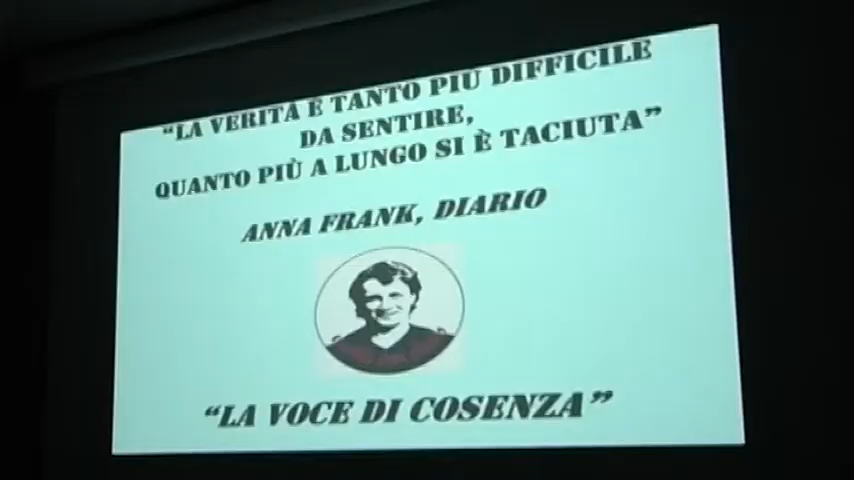 "LA VERITÀ È TANTO PIÙ DIFFICILE
DA SENTIRE,
QUANTO PIÙ A LUNGO SI È TACIUTA"
ANNA FRANK, DIARIO
"LA VOCE DI COSENZA"